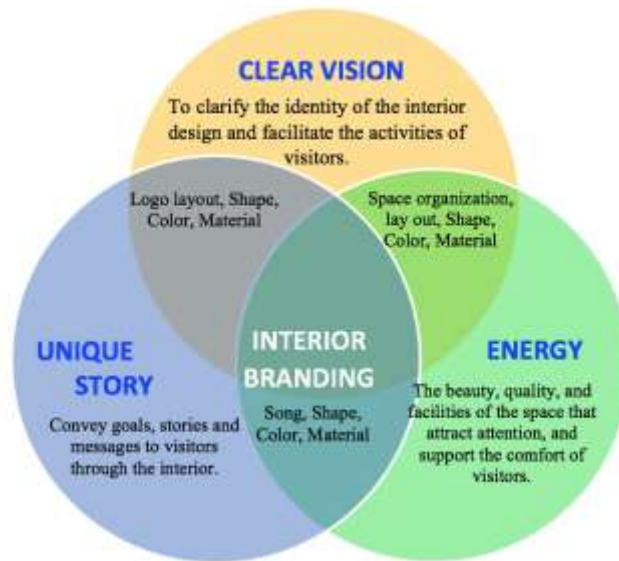 CLEAR VISION
To clarify the identity of the interior
design and facilitate the activities of
visitors.
Logo layout, Shape,
Color, Material
Space organization,
lay out, Shape,
Color, Material
UNIQUE
STORY
Convey goals, stories and
messages to visitors
through the interior.
INTERIOR
BRANDING
Song, Shape,
Color, Material
ENERGY
The beauty, quality, and
facilities of the space that
attract attention, and
support the comfort of
visitors.